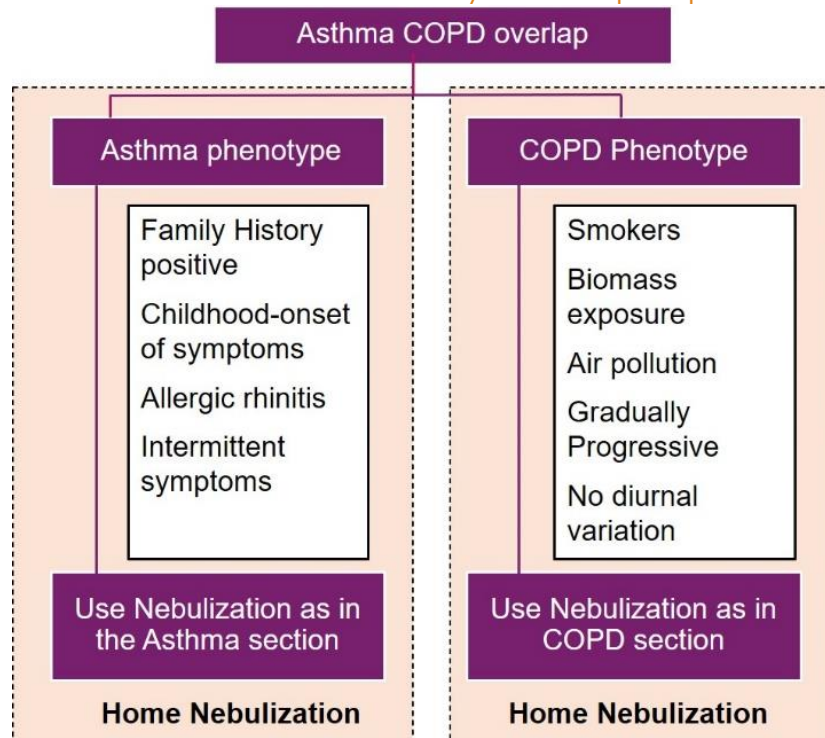 Asthma COPD overlap
Asthma phenotype
Family History
positive
Childhood-onset
of symptoms
Allergic rhinitis
Intermittent
symptoms
Use Nebulization as in
the Asthma section
Home Nebulization
COPD Phenotype
Smokers
Biomass
exposure
Air pollution
Gradually
Progressive
No diurnal
variation
Use Nebulization as in
COPD section
Home Nebulization